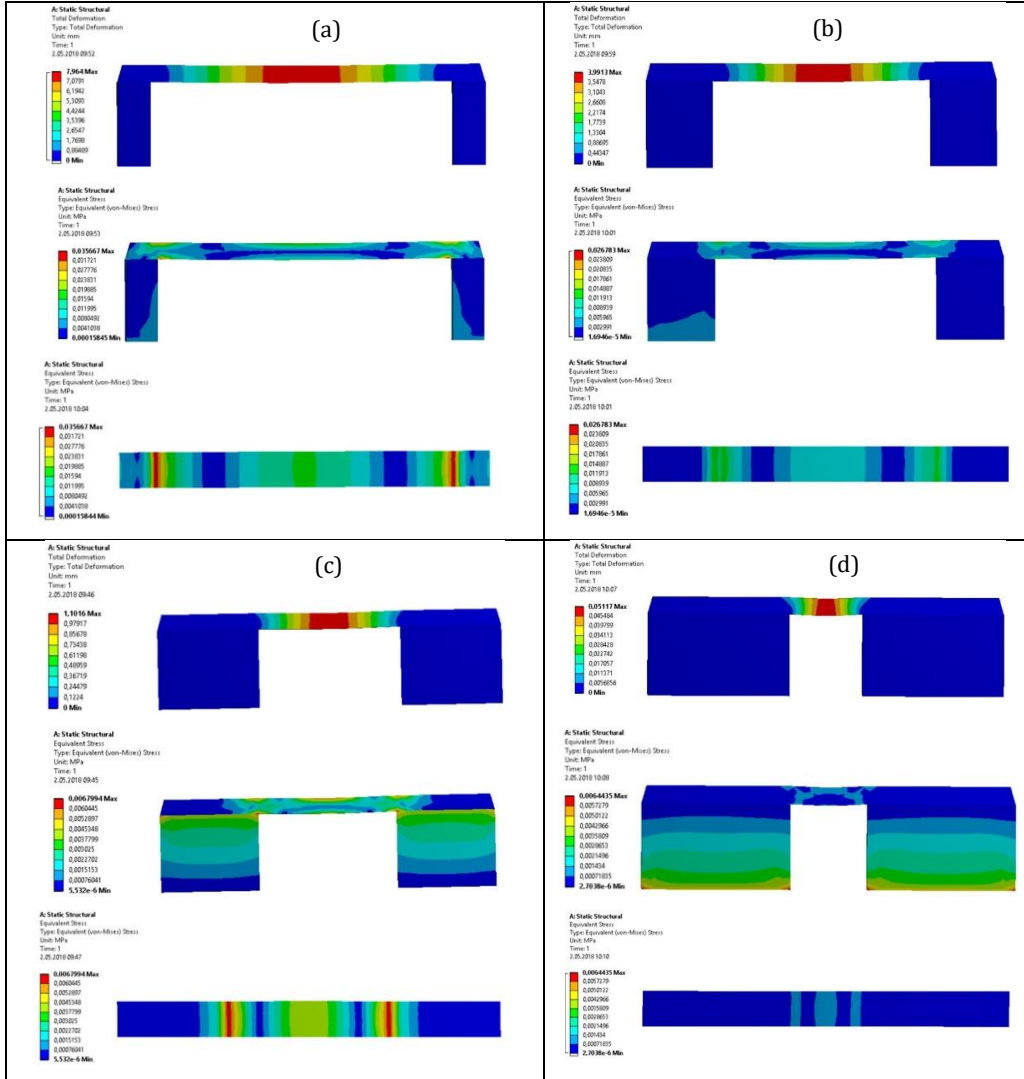 (a)
A: Static Structural
Total Deformation
Type: Total Deformation
Unit: mm
Time: 1
2.05.2018 09:52
7,964 Max
7,0791
6,1942
5,3093
4,4244
3,5396
2,6547
1,7698
0,88489
0 Min
A: Static Structural
Equivalent Stress
Type: Equivalent (von-Mises) Stress
Unit: MPa
Time: 1
2.05.2018 09:53
0,035667 Max
0,031721
0,027776
0,023831
0,019885
0,01594
0,011995
0,0080492
0,0041038
0,00015845 Min
A: Static Structural
Equivalent Stress
Type: Equivalent (von-Mises) Stress
Unit: MPa
Time: 1
2.05.2018 10:04
0,035667 Max
0,031721
0,027776
0,023831
0,019885
0,01594
0,011995
0,0080492
0,0041038
0,00015844 Min
(b)
A: Static Structural
Total Deformation
Type: Total Deformation
Unit: mm
Time: 1
2.05.2018 09:59
3,9913 Max
3,5478
3,1043
2,6608
2,2174
1,7739
1,3304
0,88695
0,44347
0 Min
A: Static Structural
Equivalent Stress
Type: Equivalent (von-Mises) Stress
Unit: MPa
Time: 1
2.05.2018 10:01
0,026783 Max
0,023809
0,020835
0,017861
0,014887
0,011913
0,008939
0,005965
0,002991
1,6946e-5 Min
A: Static Structural
Equivalent Stress
Type: Equivalent (von-Mises) Stress
Unit: MPa
Time: 1
2.05.2018 10:01
0,026783 Max
0,023809
0,020835
0,017861
0,014887
0,011913
0,008939
0,005965
0,002991
1,6946e-5 Min
(c)
A: Static Structural
Total Deformation
Type: Total Deformation
Unit: mm
Time: 1
2.05.2018 09:46
1,1016 Max
0,97917
0,85678
0,73438
0,61198
0,48959
0,36719
0,24479
0,1224
0 Min
A: Static Structural
Equivalent Stress
Type: Equivalent (von-Mises) Stress
Unit: MPa
Time: 1
2.05.2018 09:45
0,0067994 Max
0,0060445
0,0052897
0,0045348
0,0037799
0,003025
0,0022702
0,0015153
0,00076041
5,532e-6 Min
A: Static Structural
Equivalent Stress
Type: Equivalent (von-Mises) Stress
Unit: MPa
Time: 1
2.05.2018 09:47
0,0067994 Max
0,0060445
0,0052897
0,0045348
0,0037799
0,003025
0,0022702
0,0015153
0,00076041
5,532e-6 Min
(d)
A: Static Structural
Total Deformation
Type: Total Deformation
Unit: mm
Time: 1
2.05.2018 10:07
0,05117 Max
0,045484
0,039799
0,034113
0,028428
0,022742
0,017057
0,011371
0,0056856
0 Min
A: Static Structural
Equivalent Stress
Type: Equivalent (von-Mises) Stress
Unit: MPa
Time: 1
2.05.2018 10:08
0,0064435 Max
0,0057279
0,0050122
0,0042966
0,0035809
0,0028653
0,0021496
0,001434
0,00071835
2,7038e-6 Min
A: Static Structural
Equivalent Stress
Type: Equivalent (von-Mises) Stress
Unit: MPa
Time: 1
2.05.2018 10:10
0,0064435 Max
0,0057279
0,0050122
0,0042966
0,0035809
0,0028653
0,0021496
0,001434
0,00071835
2,7038e-6 Min